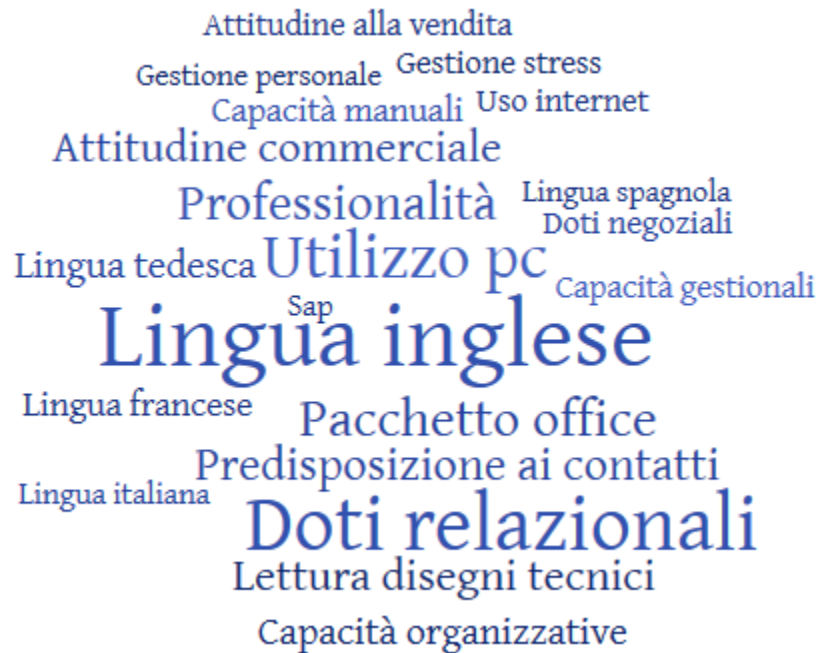 Attitudine alla vendita
Gestione personale
Gestione stress
Capacità manuali
Uso internet
Attitudine commerciale
Professionalità
Lingua spagnola
Doti negoziali
Lingua tedesca
Utilizzo pc
Capacità gestionali
Sap
Lingua inglese
Lingua francese
Pacchetto office
Predisposizione ai contatti
Lingua italiana
Doti relazionali
Lettura disegni tecnici
Capacità organizzative